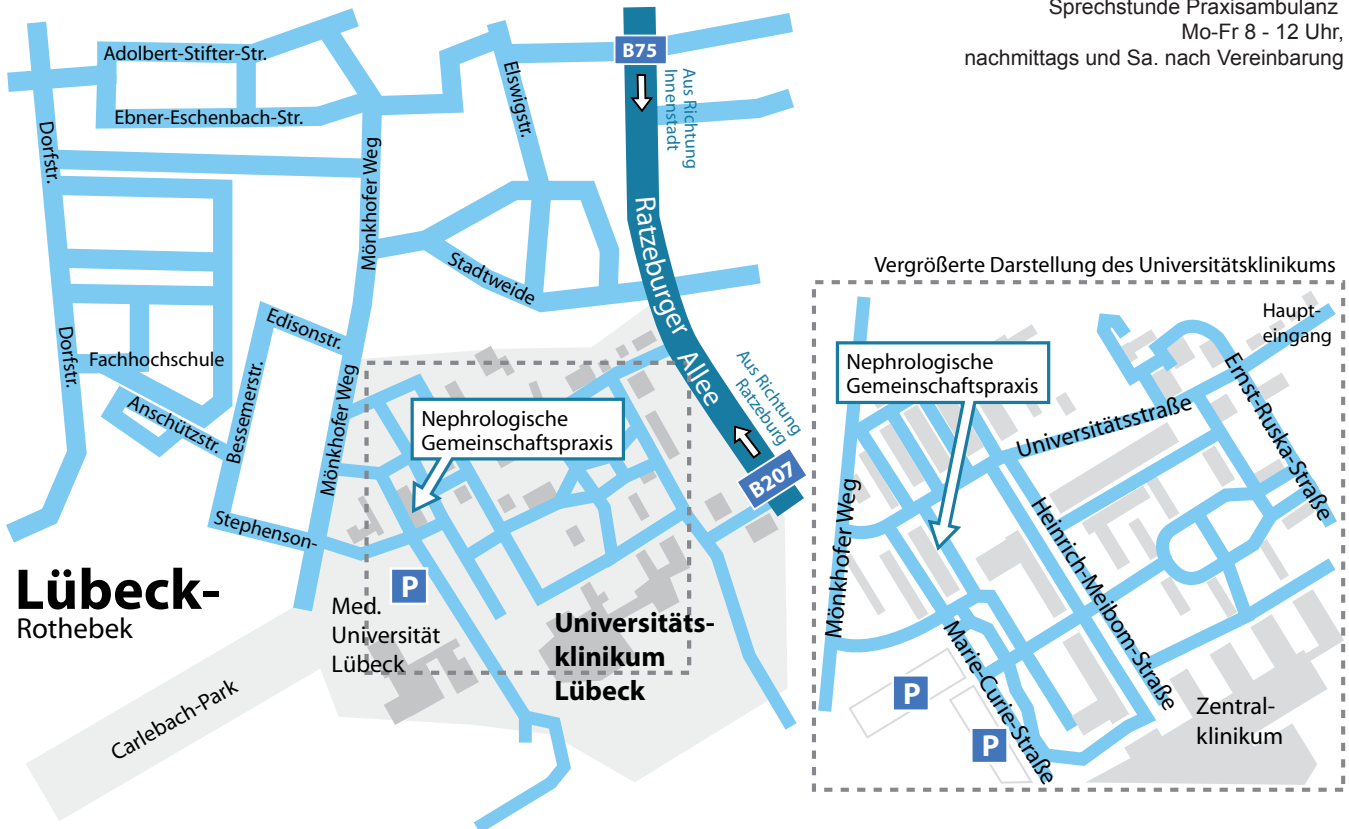 Sprechstunde Praxisambulanz
Mo-Fr 8 - 12 Uhr,
nachmittags und Sa. nach Vereinbarung
Adolbert-Stifter-Str.
Ebner-Eschenbach-Str.
Dorfstr.
Mönkhofer Weg
Elswigstr.
B75
Aus Richtung
Innenstadt
Ratzeburger Allee
Stadtweide
Edisonstr.
Dorfstr.
Fachhochschule
Anschützstr.
Bessemerstr.
Mönkhofer Weg
Nephrologische
Gemeinschaftspraxis
Aus Richtung
Ratzeburg
B207
Stephenson-
Lübeck-
Rothebek
P
Med.
Universität
Lübeck
Universitäts-
klinikum
Lübeck
Carlebach-Park
Vergrößerte Darstellung des Universitätsklinikums
Haupt-
eingang
Nephrologische
Gemeinschaftspraxis
Ernst-Ruska-Straße
Universitätsstraße
Mönkhofer Weg
Heinrich-Meibom-Straße
Marie-Curie-Straße
P
P
Zentral-
klinikum